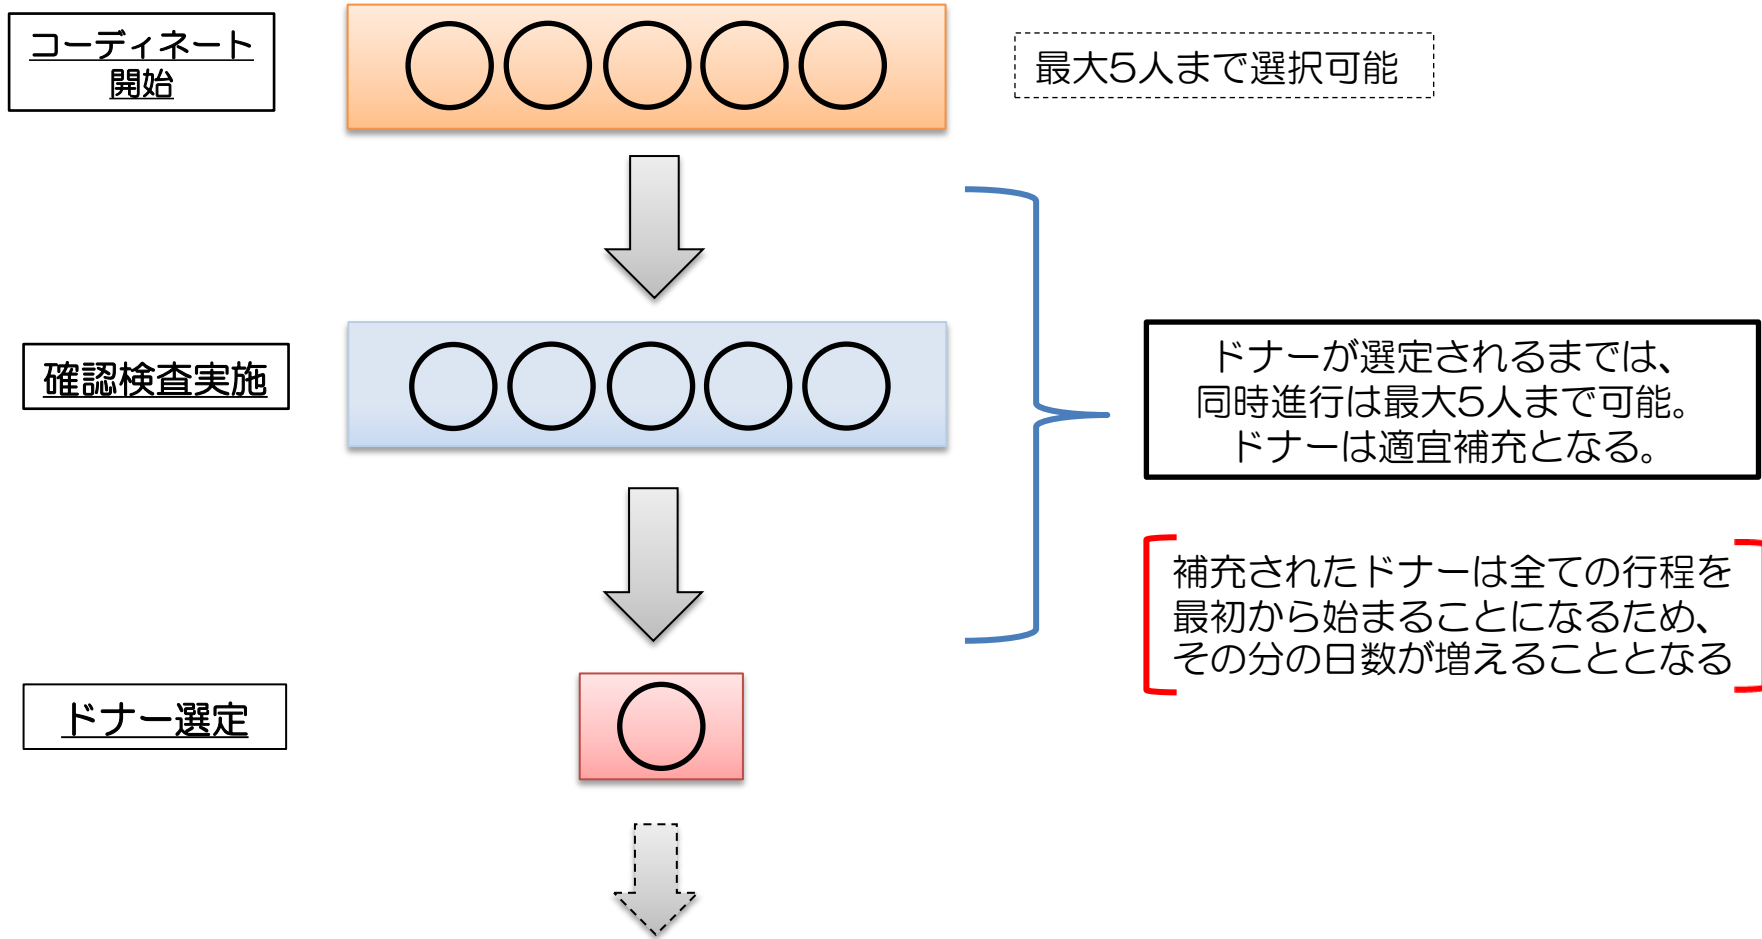 コーディネート
開始
最大5人まで選択可能
確認検査実施
ドナーが選定されるまでは、
同時進行は最大5人まで可能。
ドナーは適宜補充となる。
補充されたドナーは全ての行程を
最初から始まることになるため、
その分の日数が増えることとなる
ドナー選定